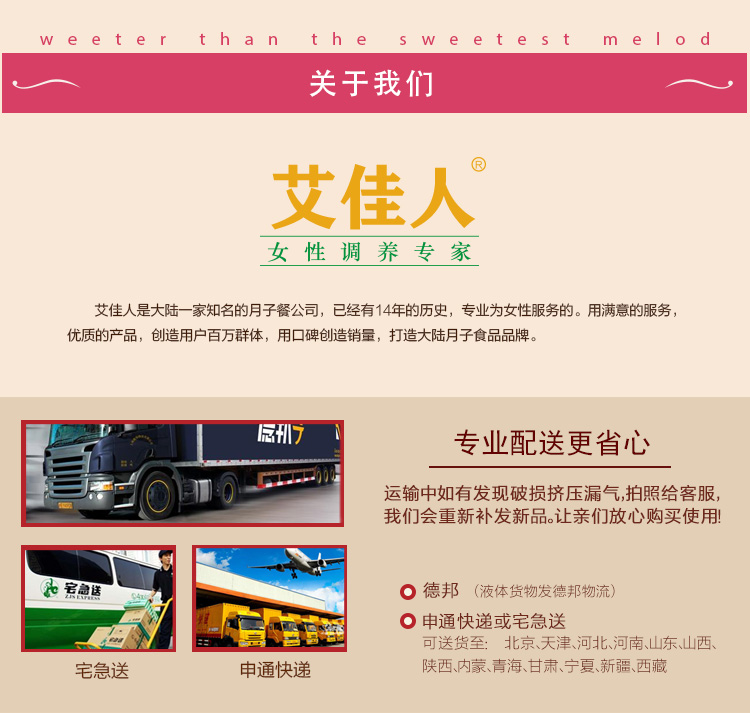 weeter than the sweetest melod
关于我们
艾佳人®
女性调养专家
艾佳人是大陆一家知名的月子餐公司，已经有14年的历史，专业为女性服务的。用满意的服务，
优质的产品，创造用户百万群体，用口碑创造销量，打造大陆月子食品品牌。
专业配送更省心
运输中如有发现破损挤压漏气,拍照给客服,
我们会重新补发新品。让亲们放心购买使用!
德邦（液体货物发德邦物流）
申通快递或宅急送
可送货至: 北京、天津、河北、河南、山东、山西、
陕西、内蒙、青海、甘肃、宁夏、新疆、西藏
宅急送
ZJS EXPRESS
宅急送
申通快递